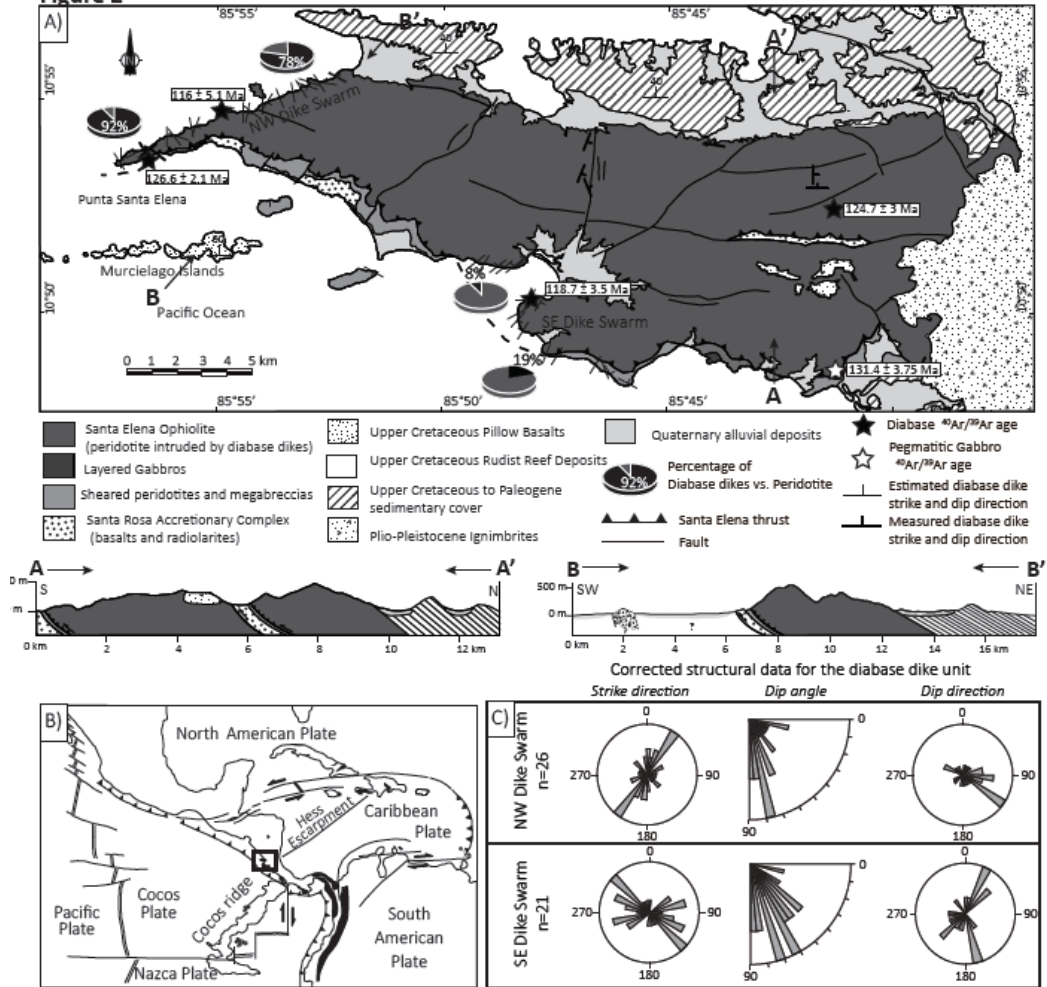 Figure 2
A)
85°55'
B'
85°45'
A'
40
40
10°55'
10°55'
78%
116 ± 5.1 Ma
NW Dike Swarm
92%
126.6 ± 2.1 Ma
Punta Santa Elena
124.7 ± 3 Ma
60
Murcielago Islands
B
Pacific Ocean
8%
118.7 ± 3.5 Ma
SE Dike Swarm
10°50'
10°50'
19%
131.4 ± 3.75 Ma
0 1 2 3 4 5 km
85°55'
85°50'
85°45'
A
Santa Elena Ophiolite
(peridotite intruded by diabase dikes)
Layered Gabbros
Sheared peridotites and megabreccias
Santa Rosa Accretionary Complex
(basalts and radiolarites)
Upper Cretaceous Pillow Basalts
Upper Cretaceous Rudist Reef Deposits
Upper Cretaceous to Paleogene
sedimentary cover
Plio-Pleistocene Ignimbrites
Quaternary alluvial deposits
92%
Percentage of
Diabase dikes vs. Peridotite
Santa Elena thrust
Fault
Diabase ⁴⁰Ar/³⁹Ar age
Pegmatic Gabbro
⁴⁰Ar/³⁹Ar age
Estimated diabase dike
strike and dip direction
Measured diabase dike
strike and dip direction
A A'
S N
0 m
m
0 km 2 4 6 8 10 12 km
B B'
SW NE
500 m
0 m
?
0 km 2 4 6 8 10 12 14 16 km
Corrected structural data for the diabase dike unit
Strike direction Dip angle Dip direction
B)
North American Plate
Hess
Escarpment
Caribbean
Plate
Cocos
Plate
Cocos ridge
Pacific
Plate
South
American
Plate
Nazca Plate
C)
NW Dike Swarm
n=26
0 0 0
270 90 270 90
180 90 180
SE Dike Swarm
n=21
0 0 0
270 90 270 90
180 90 180